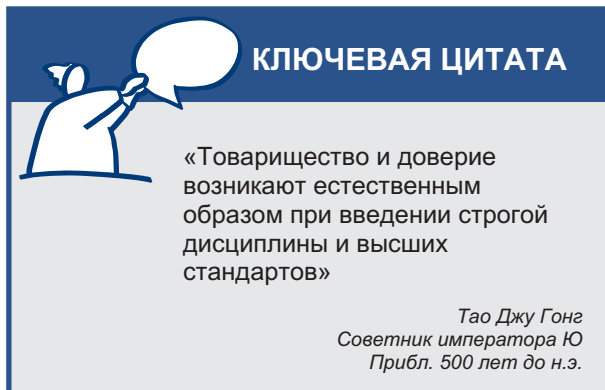 КЛЮЧЕВАЯ ЦИТАТА
«Товарищество и доверие
возникают естественным
образом при введении строгой
дисциплины и высших
стандартов»
Тао Джу Гонг
Советник императора Ю
Прибл. 500 лет до н.э.